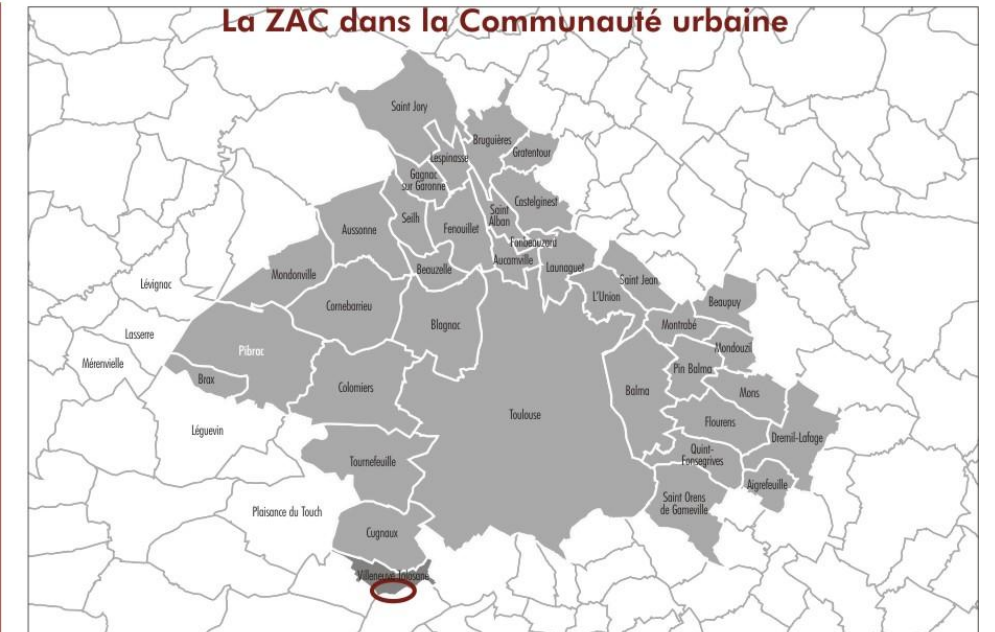 La ZAC dans la Communauté urbaine
Saint Jory
Bruguières
Gratentour
Lespinasse
Gagnac
sur Garonne
Castelginest
Saint
Alban
Seilh
Fenouillet
Aussonne
Fonbeauzard
Aucamville
Launaguet
Beauzelle
Mondonville
Saint Jean
Lévignac
L'Union
Beaupuy
Cornebarrieu
Blagnac
Montrabé
Lasserre
Mondouzil
Pibrac
Mérenvielle
Pin Balma
Brax
Colomiers
Balma
Mons
Toulouse
Flourens
Léguevin
Dremil-Lafage
Quint-
Fonsegrives
Tournefeuille
Aigrefeuille
Saint Orens
de Gameville
Plaisance du Touch
Cugnaux
Villeneuve Tolosane